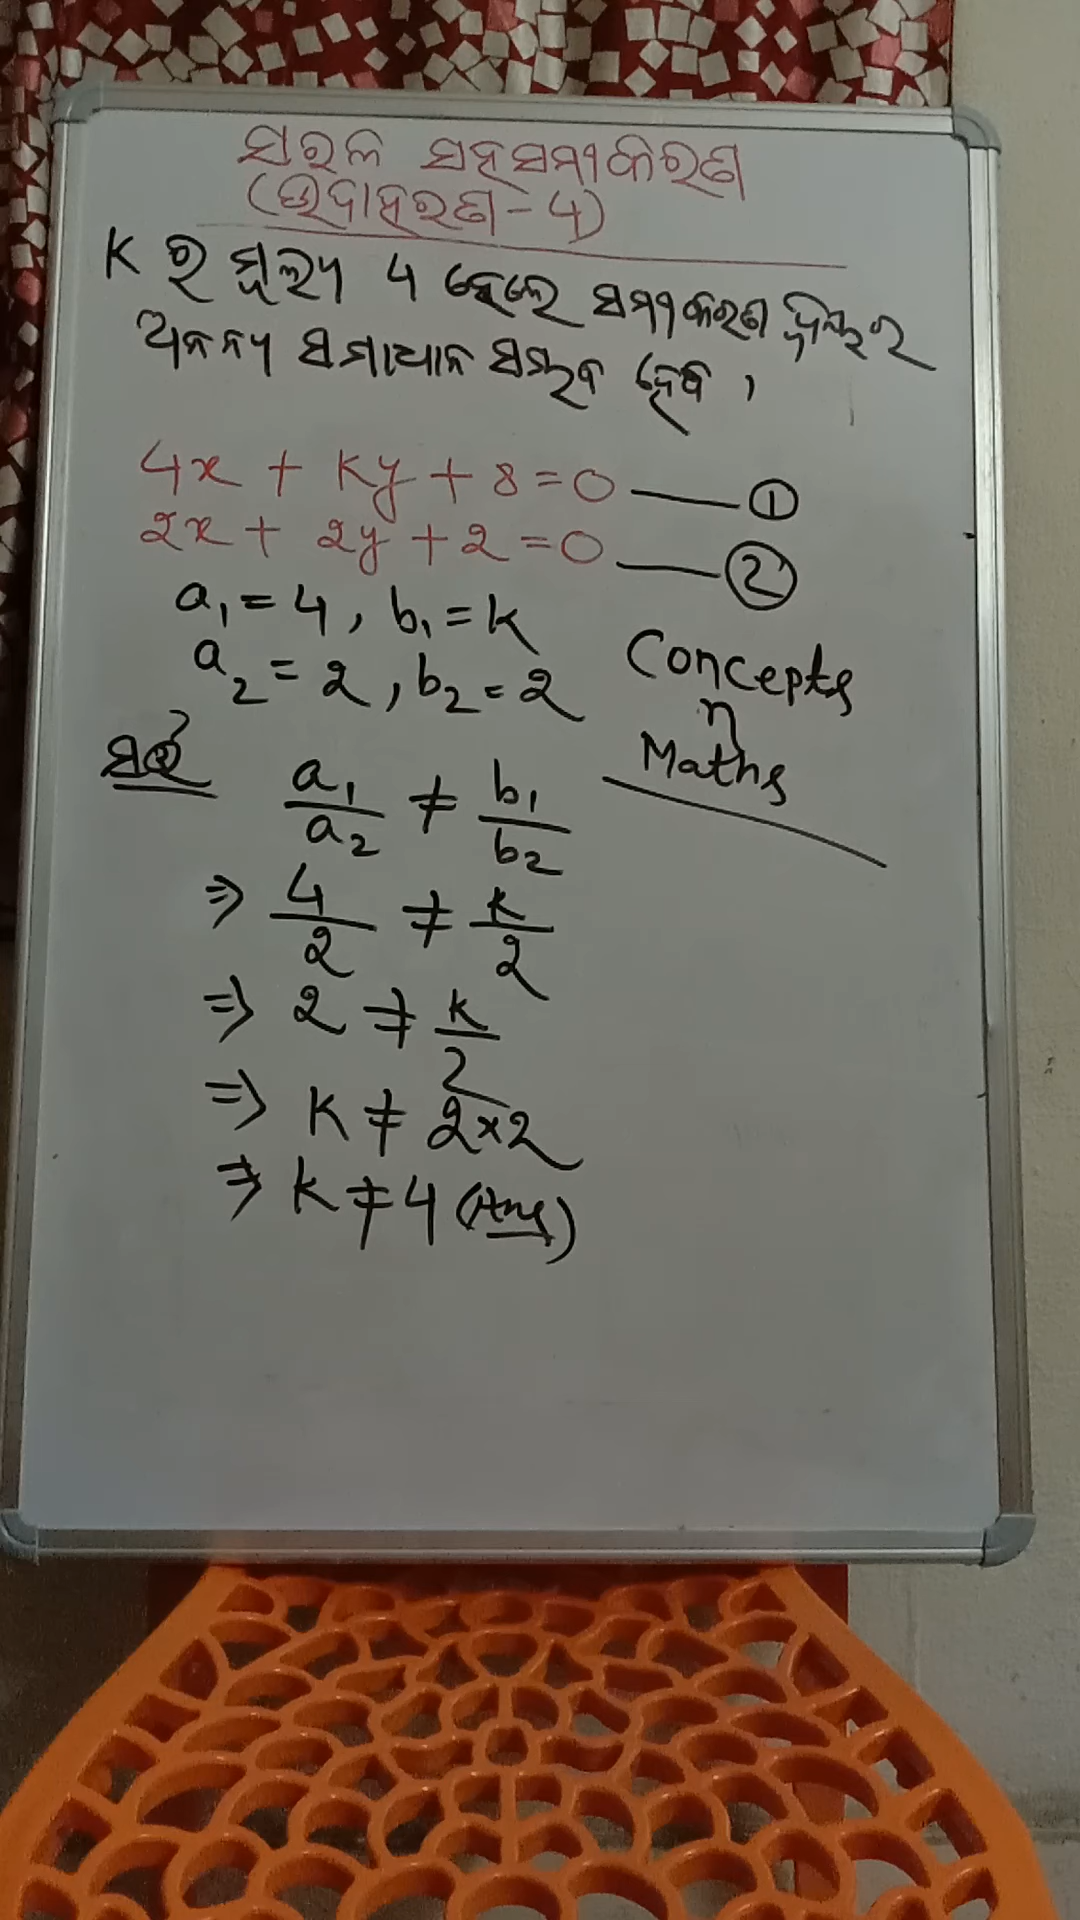 ସରଳ ସହସମୀକରଣ
(ଉଦାହରଣ-4)
K ର ମୂଲ୍ୟ 4 ହେଲେ ସମୀକରଣ ଦ୍ୱୟର
ଅନନ୍ୟ ସମାଧାନ ସମ୍ଭବ ନୁହେଁ ।
4x + ky + 8 = 0 — ①
2x + 2y + 2 = 0 — ②
a₁ = 4, b₁ = k
a₂ = 2, b₂ = 2
Concepts
n
Maths
ସର୍ତ୍ତ a₁/a₂ ≠ b₁/b₂
⇒ 4/2 ≠ k/2
⇒ 2 ≠ k/2
⇒ k ≠ 2×2
⇒ k ≠ 4 (Ans)